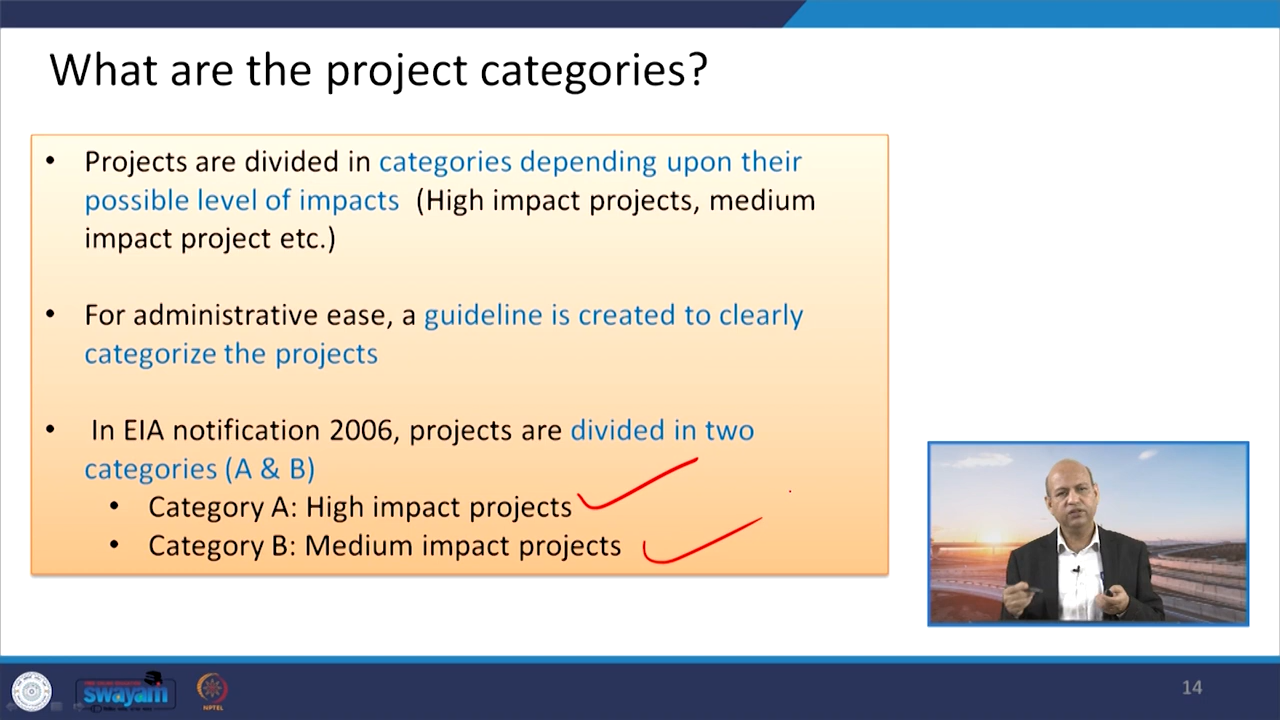 What are the project categories?
• Projects are divided in categories depending upon their
possible level of impacts (High impact projects, medium
impact project etc.)
• For administrative ease, a guideline is created to clearly
categorize the projects
• In EIA notification 2006, projects are divided in two
categories (A & B)
• Category A: High impact projects
• Category B: Medium impact projects
swayam
NPTEL
14